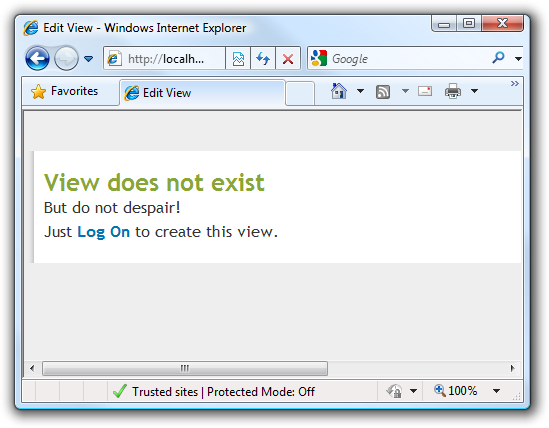 Edit View - Windows Internet Explorer
http://localh...
Google
Favorites
Edit View
View does not exist
But do not despair!
Just Log On to create this view.
Trusted sites | Protected Mode: Off
100%